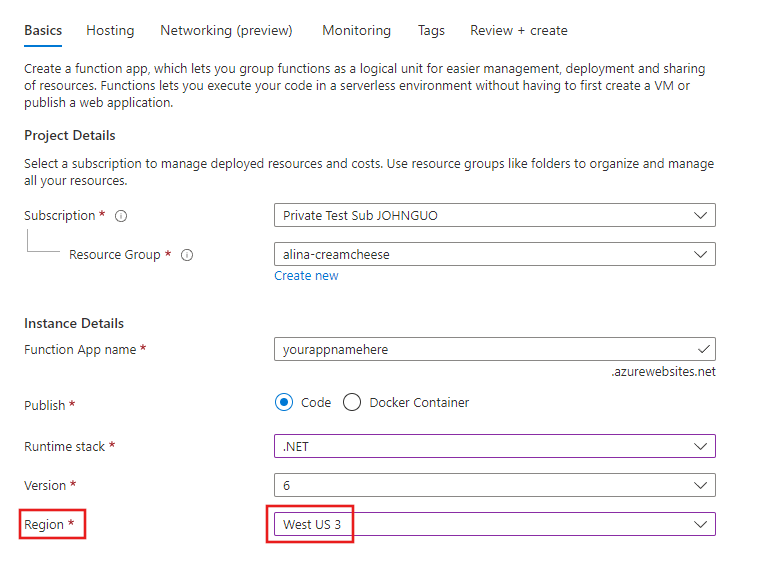 Basics Hosting Networking (preview) Monitoring Tags Review + create
Create a function app, which lets you group functions as a logical unit for easier management, deployment and sharing
of resources. Functions lets you execute your code in a serverless environment without having to first create a VM or
publish a web application.
Project Details
Select a subscription to manage deployed resources and costs. Use resource groups like folders to organize and manage
all your resources.
Subscription * Private Test Sub JOHNGUO
Resource Group * alina-creamcheese
Create new
Instance Details
Function App name * yourappnamehere
.azurewebsites.net
Publish * Code Docker Container
Runtime stack * .NET
Version * 6
Region * West US 3